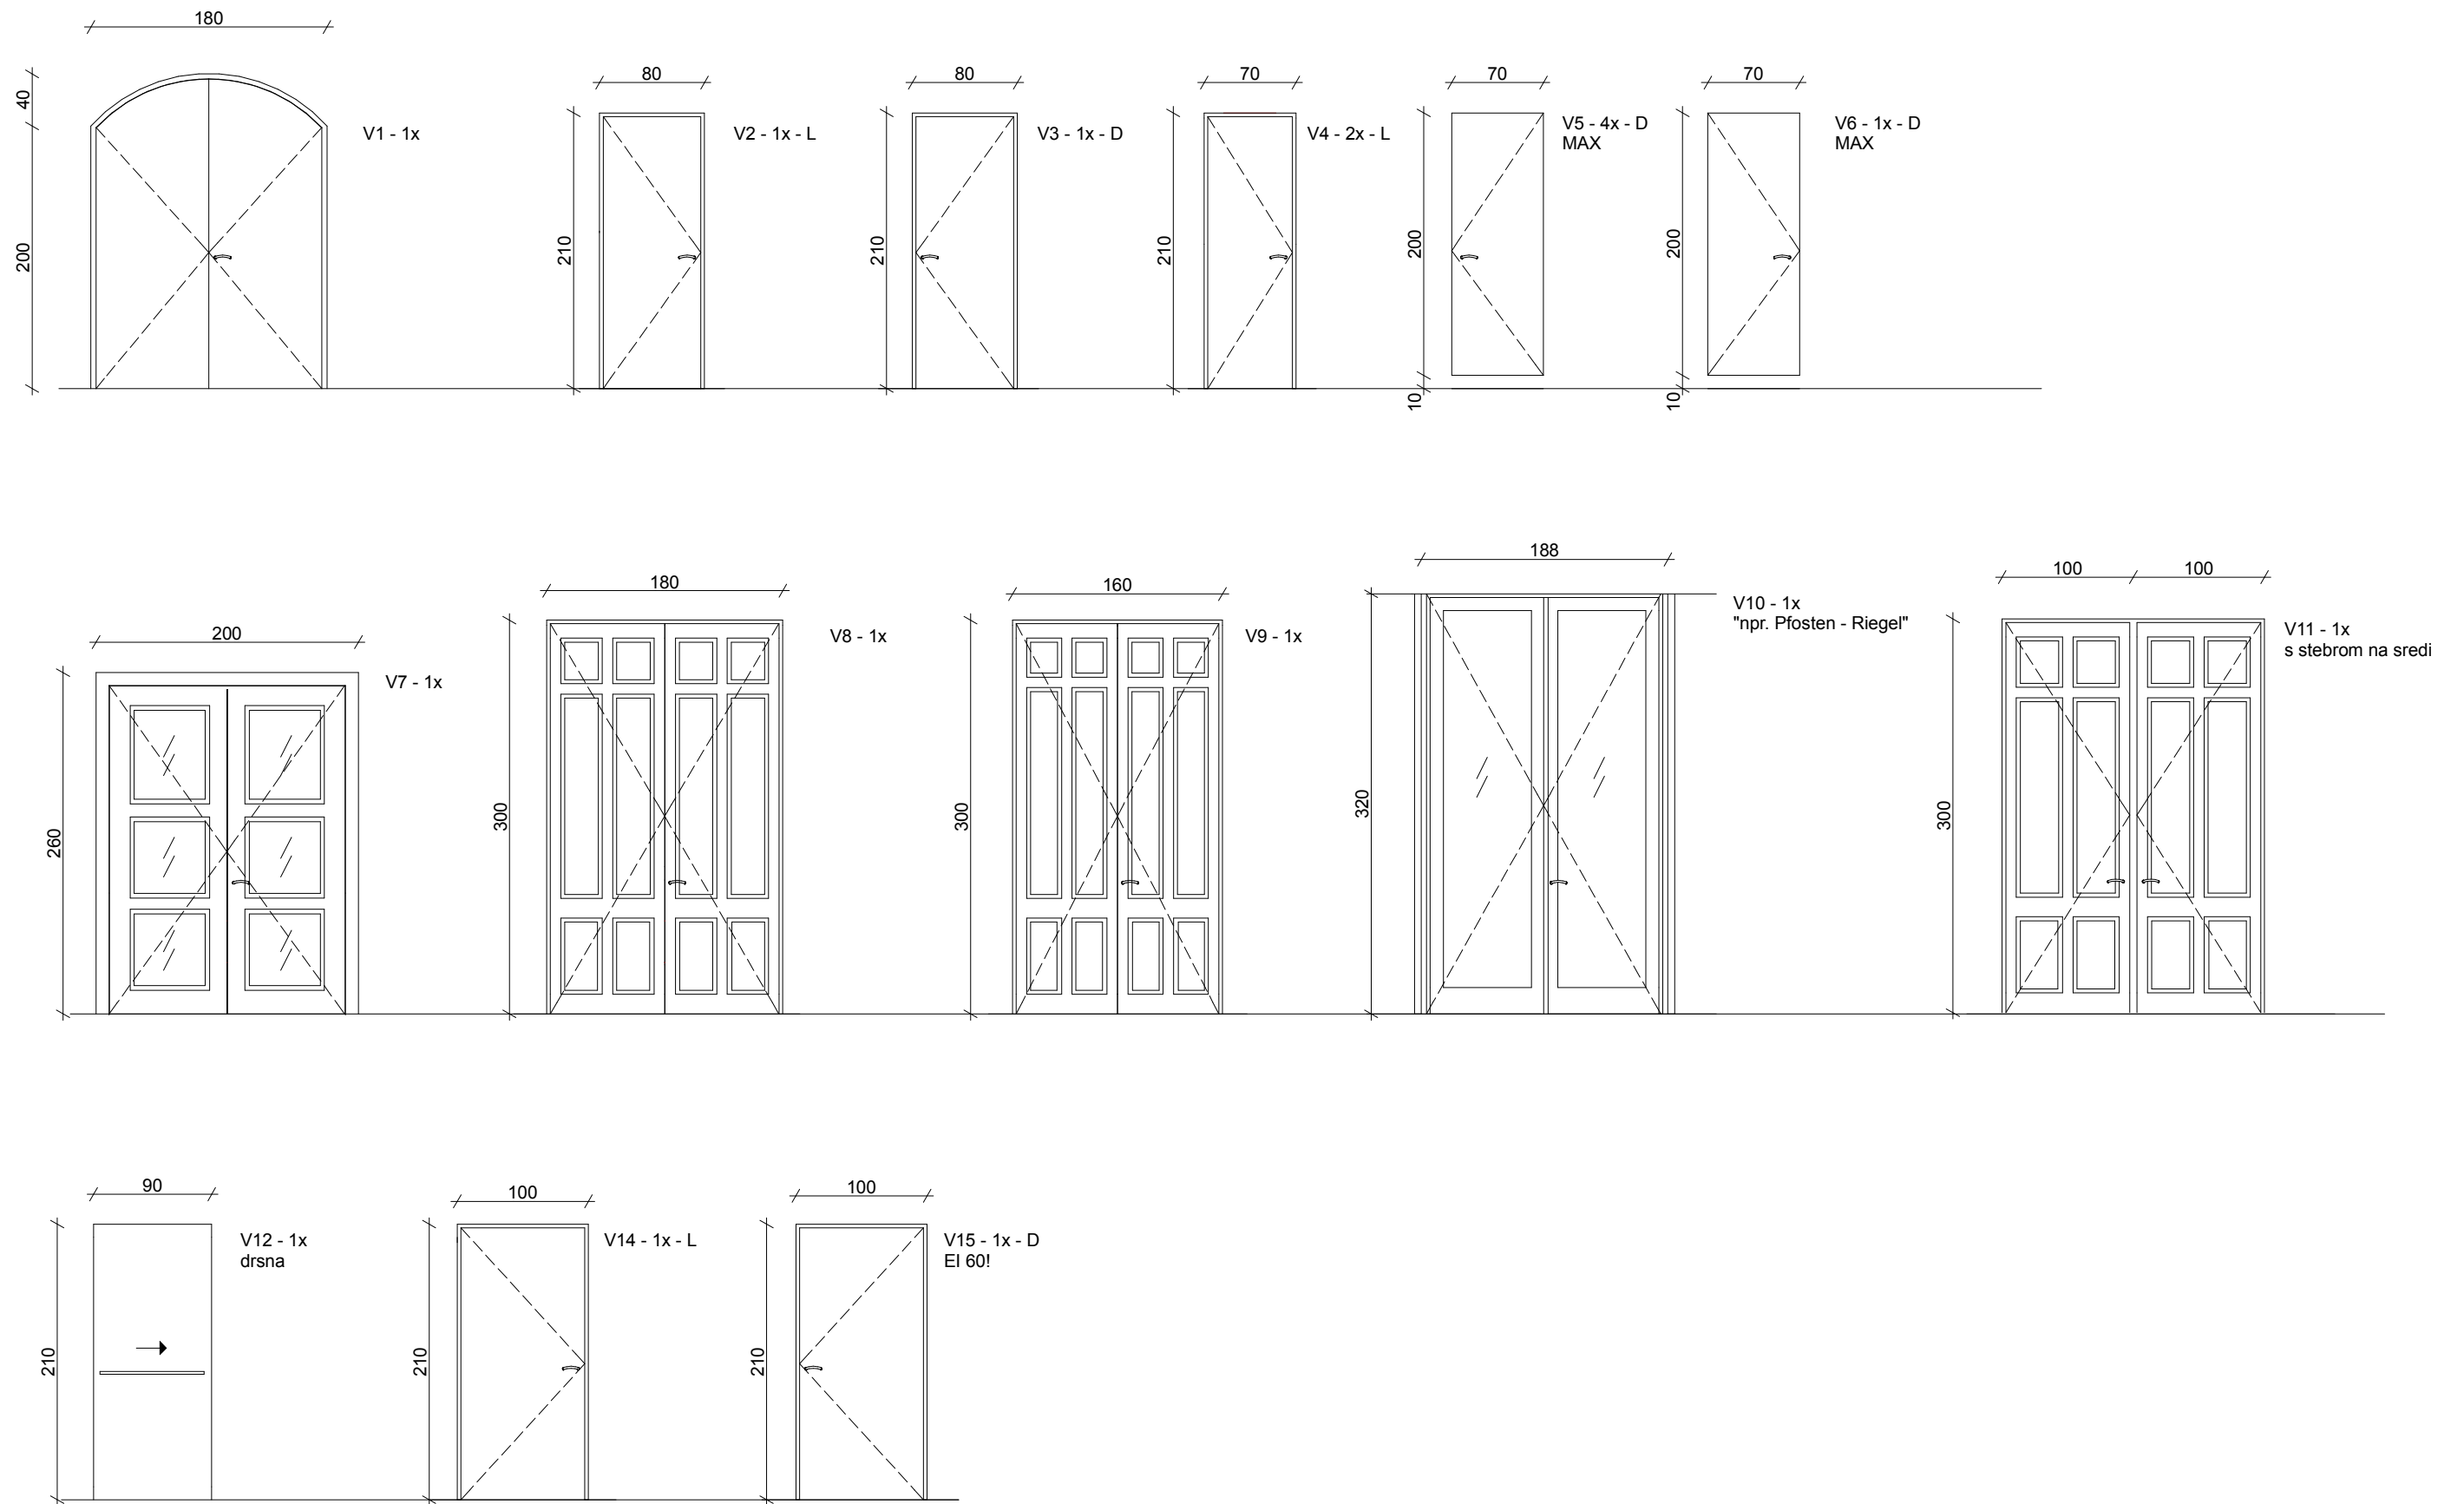 180
40
200
V1 - 1x
80
210
V2 - 1x - L
80
210
V3 - 1x - D
70
210
V4 - 2x - L
70
200
10
V5 - 4x - D
MAX
70
200
10
V6 - 1x - D
MAX
200
260
V7 - 1x
180
300
V8 - 1x
160
300
V9 - 1x
188
320
V10 - 1x
"npr. Pfosten - Riegel"
100
100
300
V11 - 1x
s stebrom na sredi
90
210
V12 - 1x
drsna
100
210
V14 - 1x - L
100
210
V15 - 1x - D
EI 60!